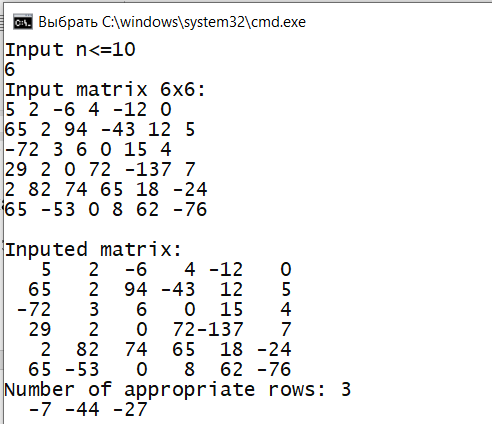 Выбрать C:\windows\system32\cmd.exe
Input n<=10
6
Input matrix 6x6:
5 2 -6 4 -12 0
65 2 94 -43 12 5
-72 3 6 0 15 4
29 2 0 72 -137 7
2 82 74 65 18 -24
65 -53 0 8 62 -76

Inputed matrix:
   5   2  -6   4 -12   0
  65   2  94 -43  12   5
 -72   3   6   0  15   4
  29   2   0  72-137   7
   2  82  74  65  18 -24
  65 -53   0   8  62 -76
Number of appropriate rows: 3
  -7 -44 -27